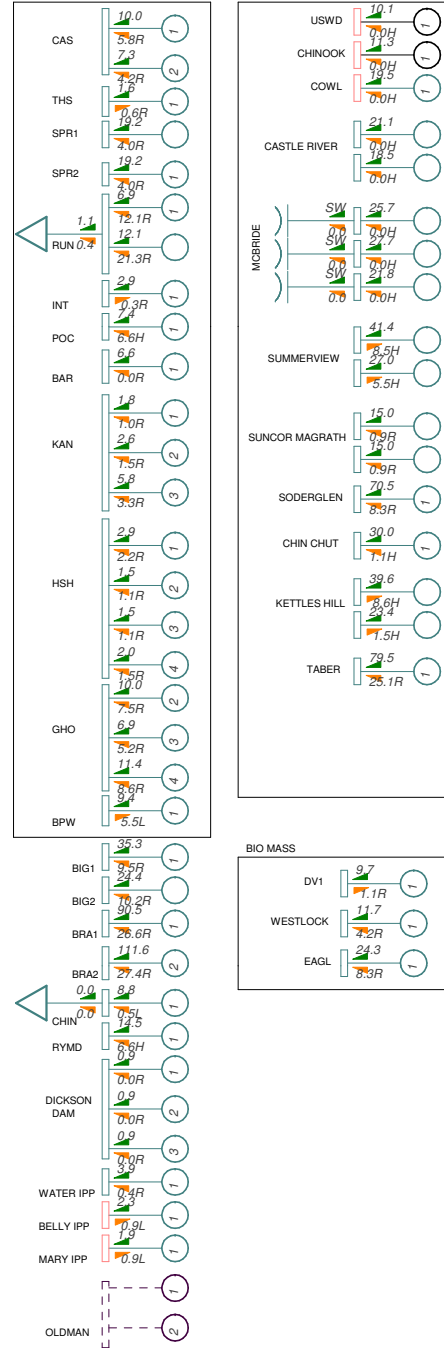 CAS
10.0
5.8R
1
7.3
4.2R
2
THS
1.6
0.6R
1
SPR1
19.2
4.0R
SPR2
19.2
4.0R
RUN
1.1
0.4
6.9
12.1R
1
12.1
21.3R
INT
2.9
0.3R
1
POC
7.4
6.6H
1
BAR
6.6
0.0R
KAN
1.8
1.0R
1
2.6
1.5R
2
5.8
3.3R
3
HSH
2.9
2.2R
1
1.5
1.1R
2
1.5
1.1R
3
2.0
1.5R
4
GHO
10.0
7.5R
2
6.9
5.2R
3
11.4
8.6R
4
BPW
9.4
5.5L
1
BIG1
35.3
9.5R
1
BIG2
24.4
10.2R
1
BRA1
90.5
26.6R
1
BRA2
111.6
27.4R
2
CHIN
0.0
0.0
8.8
0.5L
1
RYMD
14.5
6.6H
1
DICKSON
DAM
0.9
0.0R
1
0.9
0.0R
2
0.9
0.0R
3
WATER IPP
3.9
0.4R
1
BELLY IPP
2.3
0.9L
1
MARY IPP
1.9
0.9L
1
OLDMAN
1
2
USWD
10.1
0.0H
1
CHINOOK
11.3
0.0H
1
COWL
19.5
0.0H
1
CASTLE RIVER
21.1
0.0H
18.5
0.0H
MCBRIDE
SW
0.0
25.7
0.0H
SW
0.0
27.7
0.0H
SW
0.0
21.8
0.0H
SUMMERVIEW
41.4
8.5H
27.0
5.5H
SUNCOR MAGRATH
15.0
0.9R
15.0
0.9R
SODERGLEN
70.5
8.3R
1
CHIN CHUT
30.0
1.1H
1
KETTLES HILL
39.6
8.6H
23.4
1.5H
TABER
79.5
25.1R
1
BIO MASS
DV1
9.7
1.1R
1
WESTLOCK
11.7
4.2R
1
EAGL
24.3
8.3R
1